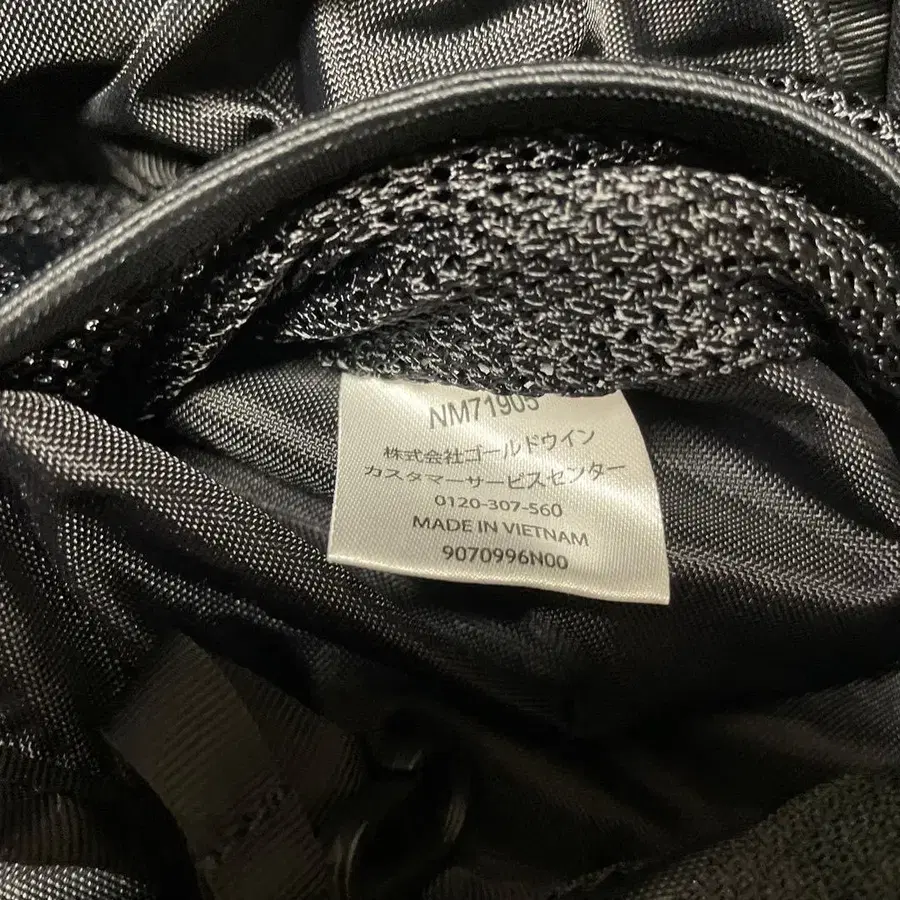 NM71905
株式会社ゴールドウイン
カスタマーサービスセンター
0120-307-560
MADE IN VIETNAM
9070996N00